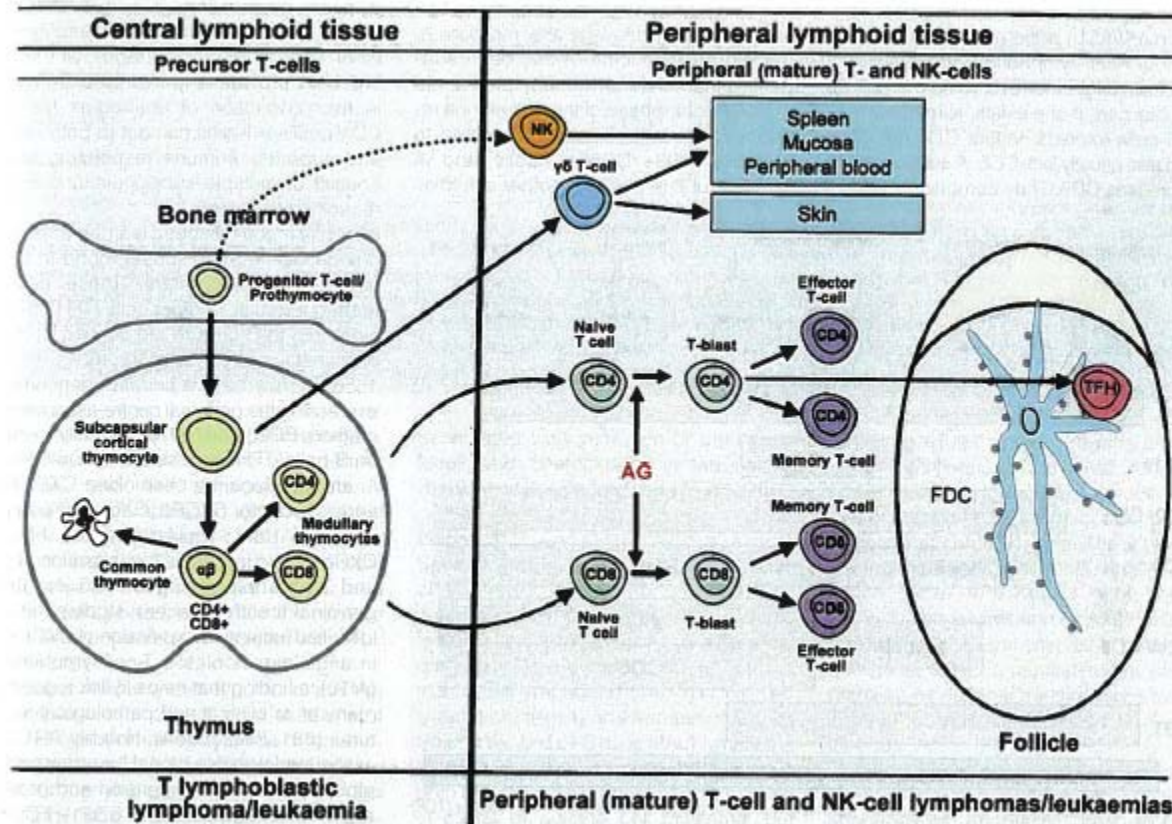 Central lymphoid tissue
Precursor T-cells
Peripheral lymphoid tissue
Peripheral (mature) T- and NK-cells
NK
γδ T-cell
Spleen
Mucosa
Peripheral blood
Skin
Bone marrow
Progenitor T-cell/
Prothymocyte
Subcapsular
cortical
thymocyte
CD4
Medullary
thymocytes
Common
thymocyte
αβ
CD8
CD4+
CD8+
Thymus
Naive
T cell
CD4
T-blast
CD4
Effector
T-cell
CD4
CD4
Memory T-cell
AG
Memory T-cell
CD8
CD8
Naive
T cell
CD8
T-blast
CD8
Effector
T-cell
TFH
FDC
Follicle
T lymphoblastic
lymphoma/leukaemia
Peripheral (mature) T-cell and NK-cell lymphomas/leukaemias